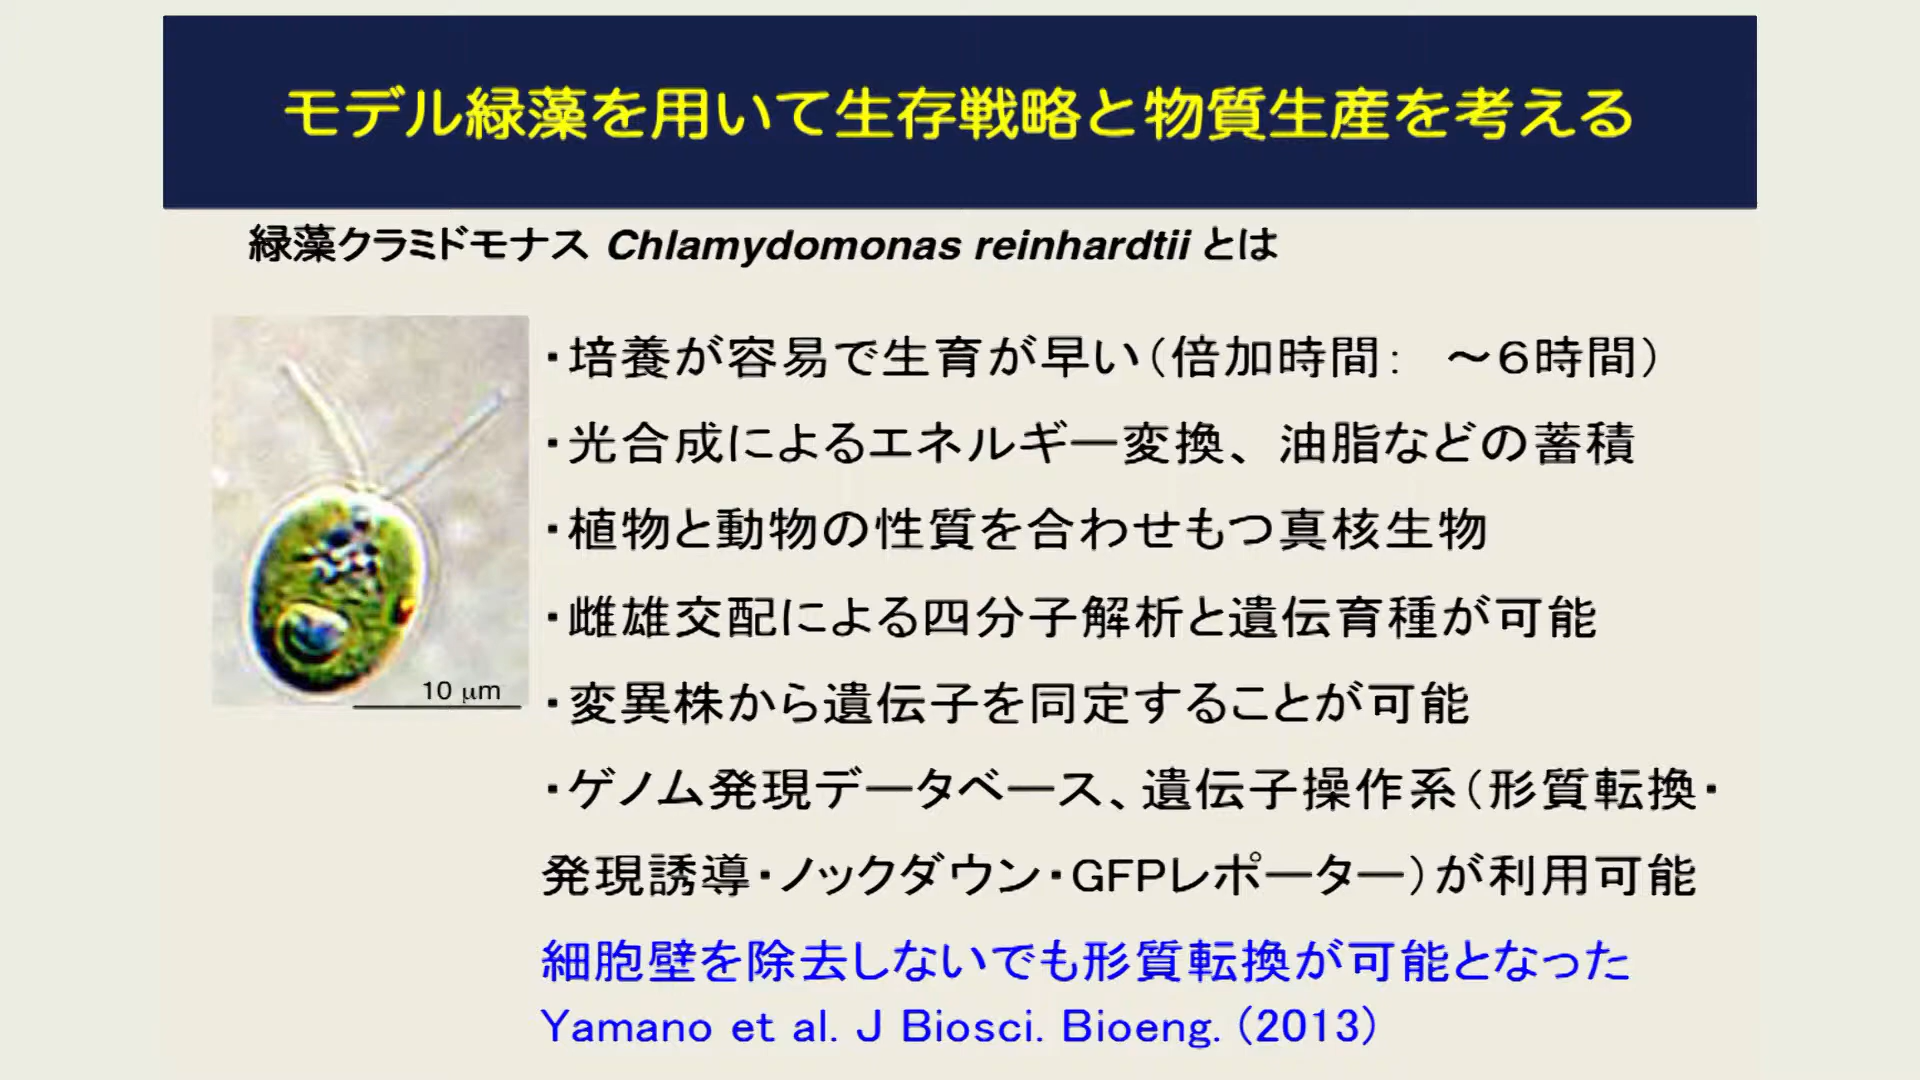 モデル緑藻を用いて生存戦略と物質生産を考える
緑藻クラミドモナス Chlamydomonas reinhardtii とは
・培養が容易で生育が早い（倍加時間： ～６時間）
・光合成によるエネルギー変換、油脂などの蓄積
・植物と動物の性質を合わせもつ真核生物
・雌雄交配による四分子解析と遺伝育種が可能
・変異株から遺伝子を同定することが可能
・ゲノム発現データベース、遺伝子操作系（形質転換・
発現誘導・ノックダウン・GFPレポーター）が利用可能
細胞壁を除去しないでも形質転換が可能となった
Yamano et al. J Biosci. Bioeng. (2013)
10 μm